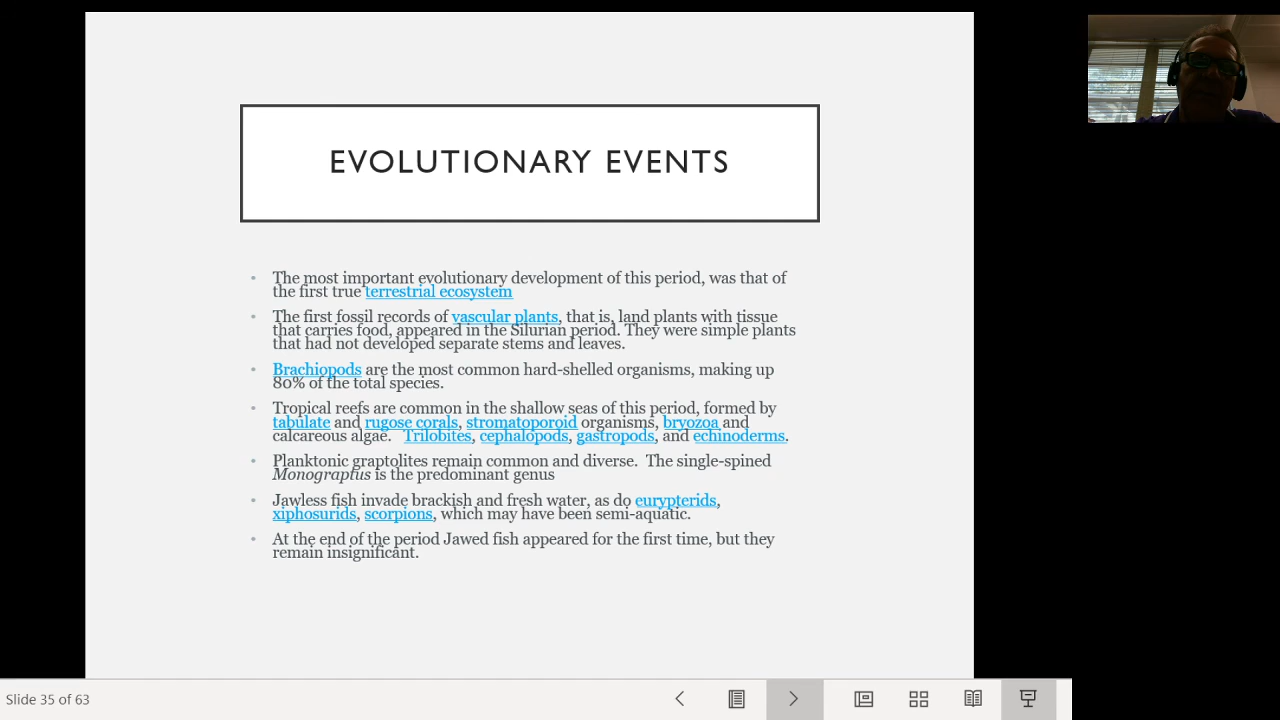 EVOLUTIONARY EVENTS
• The most important evolutionary development of this period, was that of
the first true terrestrial ecosystem
• The first fossil records of vascular plants, that is, land plants with tissue
that carries food, appeared in the Silurian period. They were simple plants
that had not developed separate stems and leaves.
• Brachiopods are the most common hard-shelled organisms, making up
80% of the total species.
• Tropical reefs are common in the shallow seas of this period, formed by
tabulate and rugose corals, stromatoporoid organisms, bryozoa and
calcareous algae. Trilobites, cephalopods, gastropods, and echinoderms.
• Planktonic graptolites remain common and diverse. The single-spined
Monograptus is the predominant genus
• Jawless fish invade brackish and fresh water, as do eurypterids,
xiphosurids, scorpions, which may have been semi-aquatic.
• At the end of the period Jawed fish appeared for the first time, but they
remain insignificant.
Slide 35 of 63